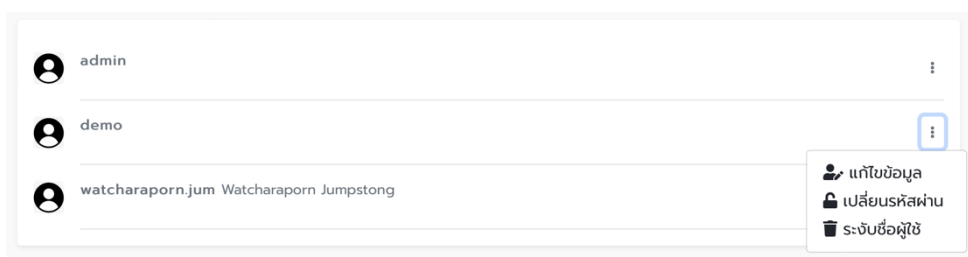 admin
demo
watcharaporn.jum Watcharaporn Jumpstong
แก้ไขข้อมูล
เปลี่ยนรหัสผ่าน
ระงับชื่อผู้ใช้